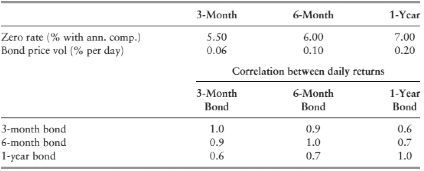 3-Month 6-Month 1-Year
Zero rate (% with ann. comp.) 5.50 6.00 7.00
Bond price vol (% per day) 0.06 0.10 0.20
Correlation between daily returns
3-Month Bond 6-Month Bond 1-Year Bond
3-month bond 1.0 0.9 0.6
6-month bond 0.9 1.0 0.7
1-year bond 0.6 0.7 1.0